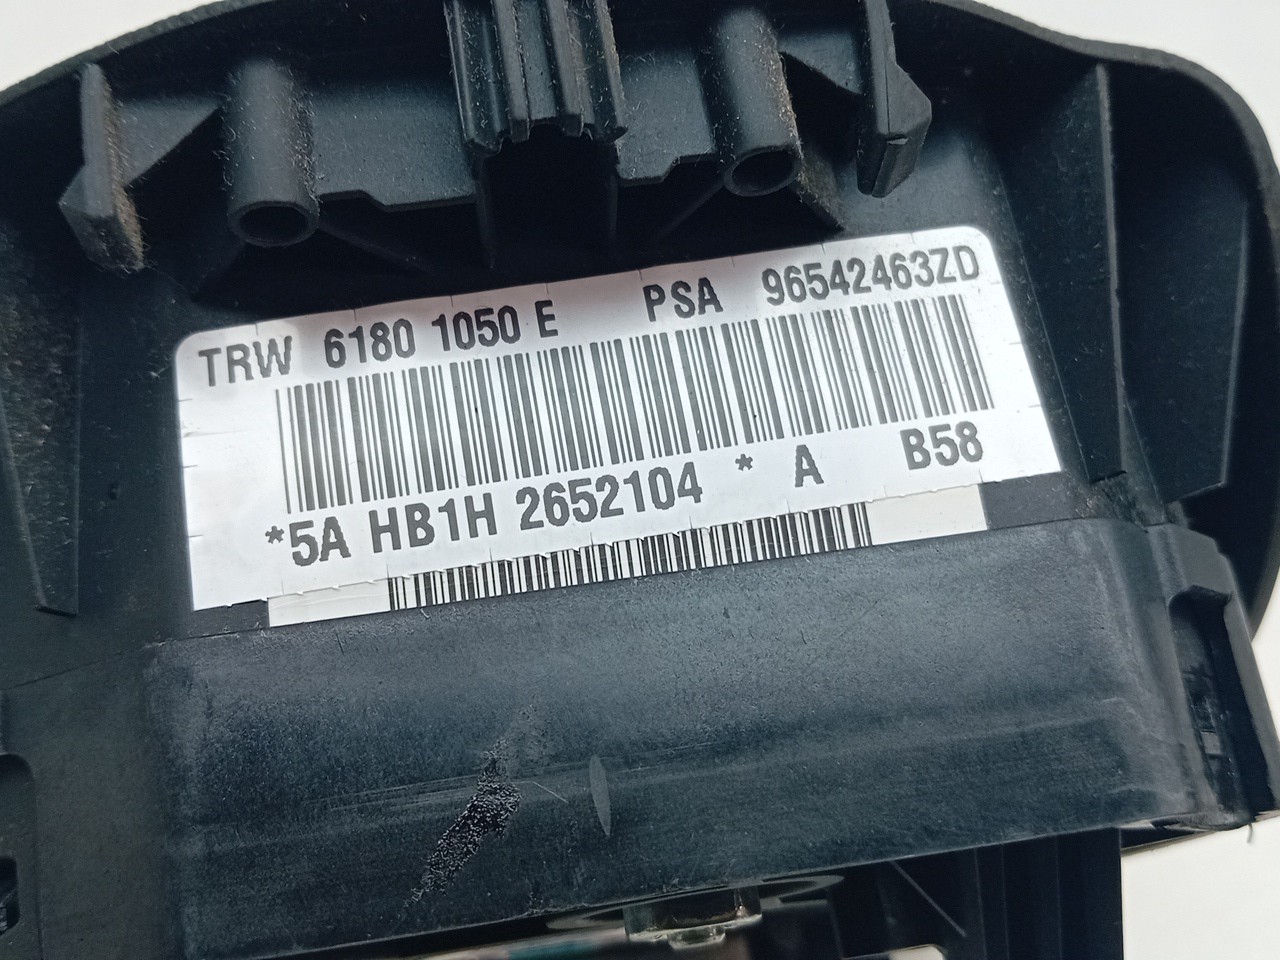 TRW 6180 1050 E PSA 96542463ZD
*5A HB1H 2652104 * A B58